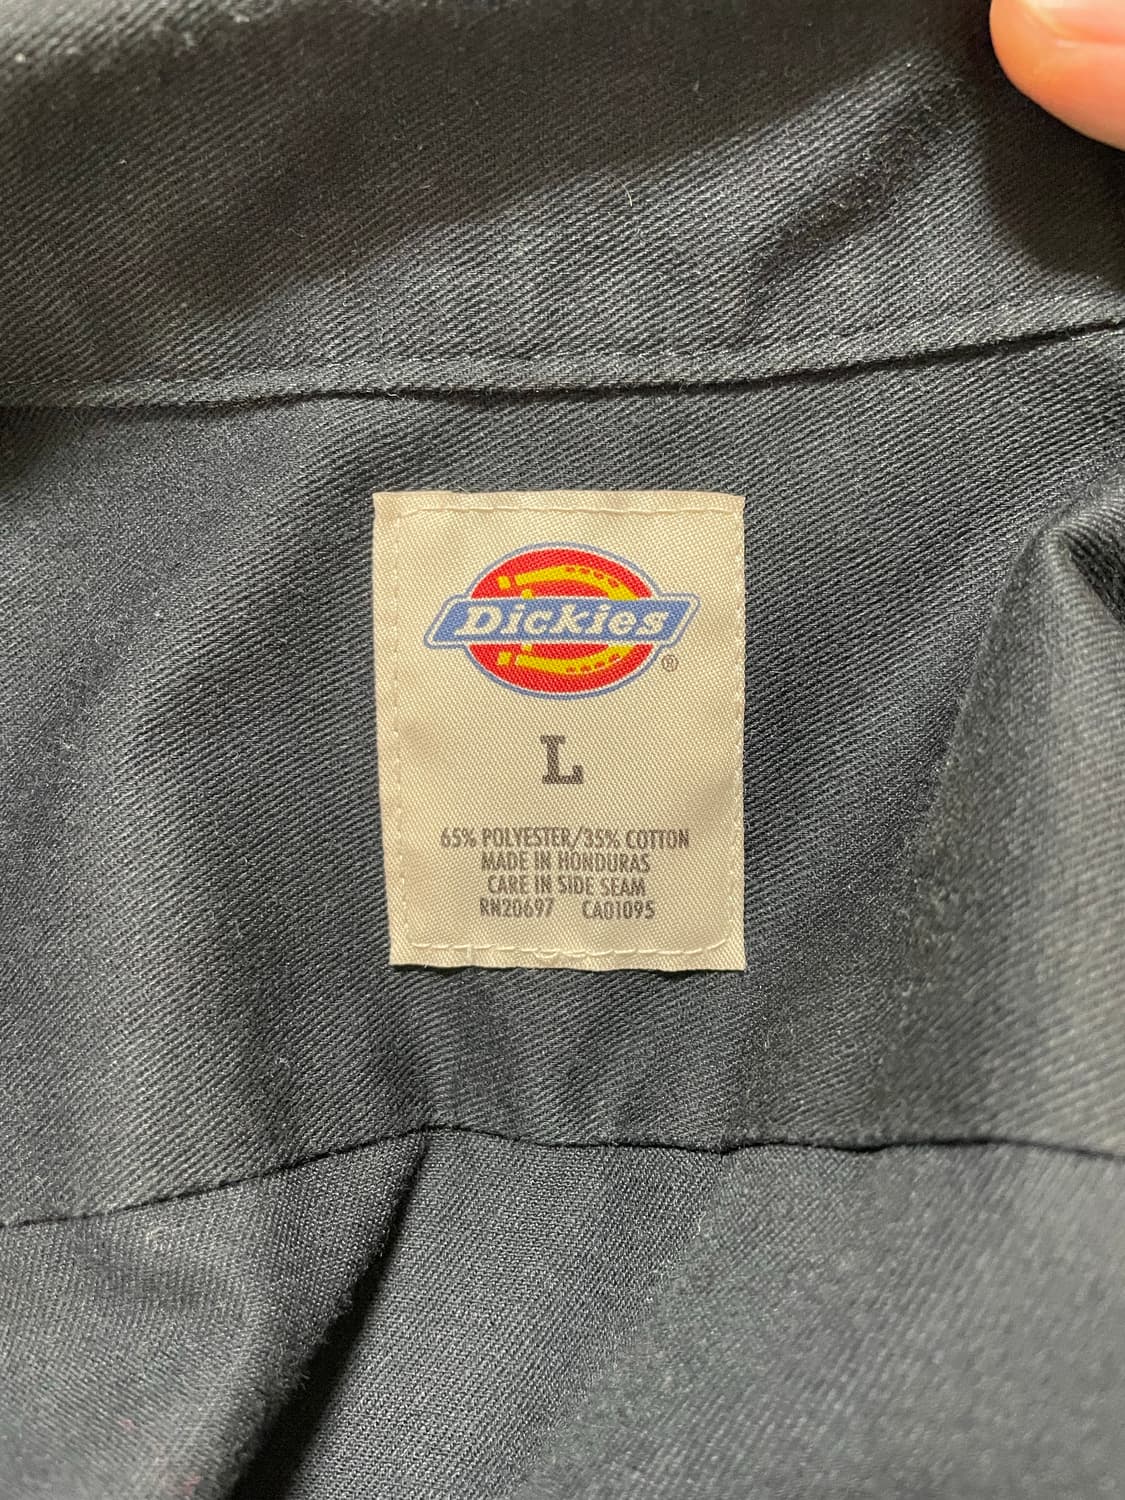 Dickies
®
L
65% POLYESTER/35% COTTON
MADE IN HONDURAS
CARE IN SIDE SEAM
RN20697 CA01095